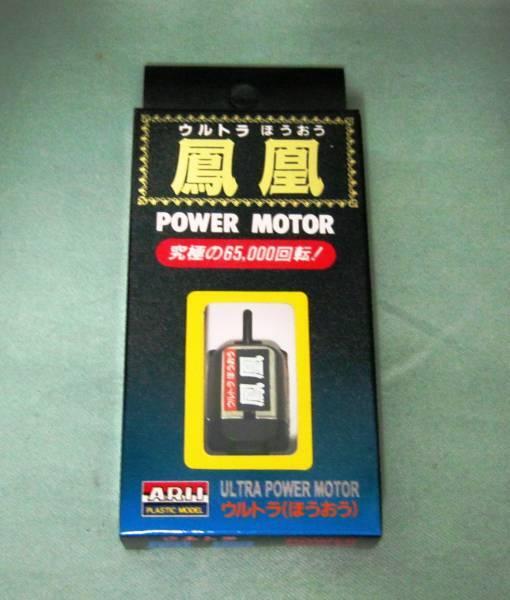 ウルトラ ほうおう
鳳凰
POWER MOTOR
究極の65,000回転!
ウルトラ ほうおう
鳳凰
ARII
PLASTIC MODEL
ULTRA POWER MOTOR
ウルトラ(ほうおう)